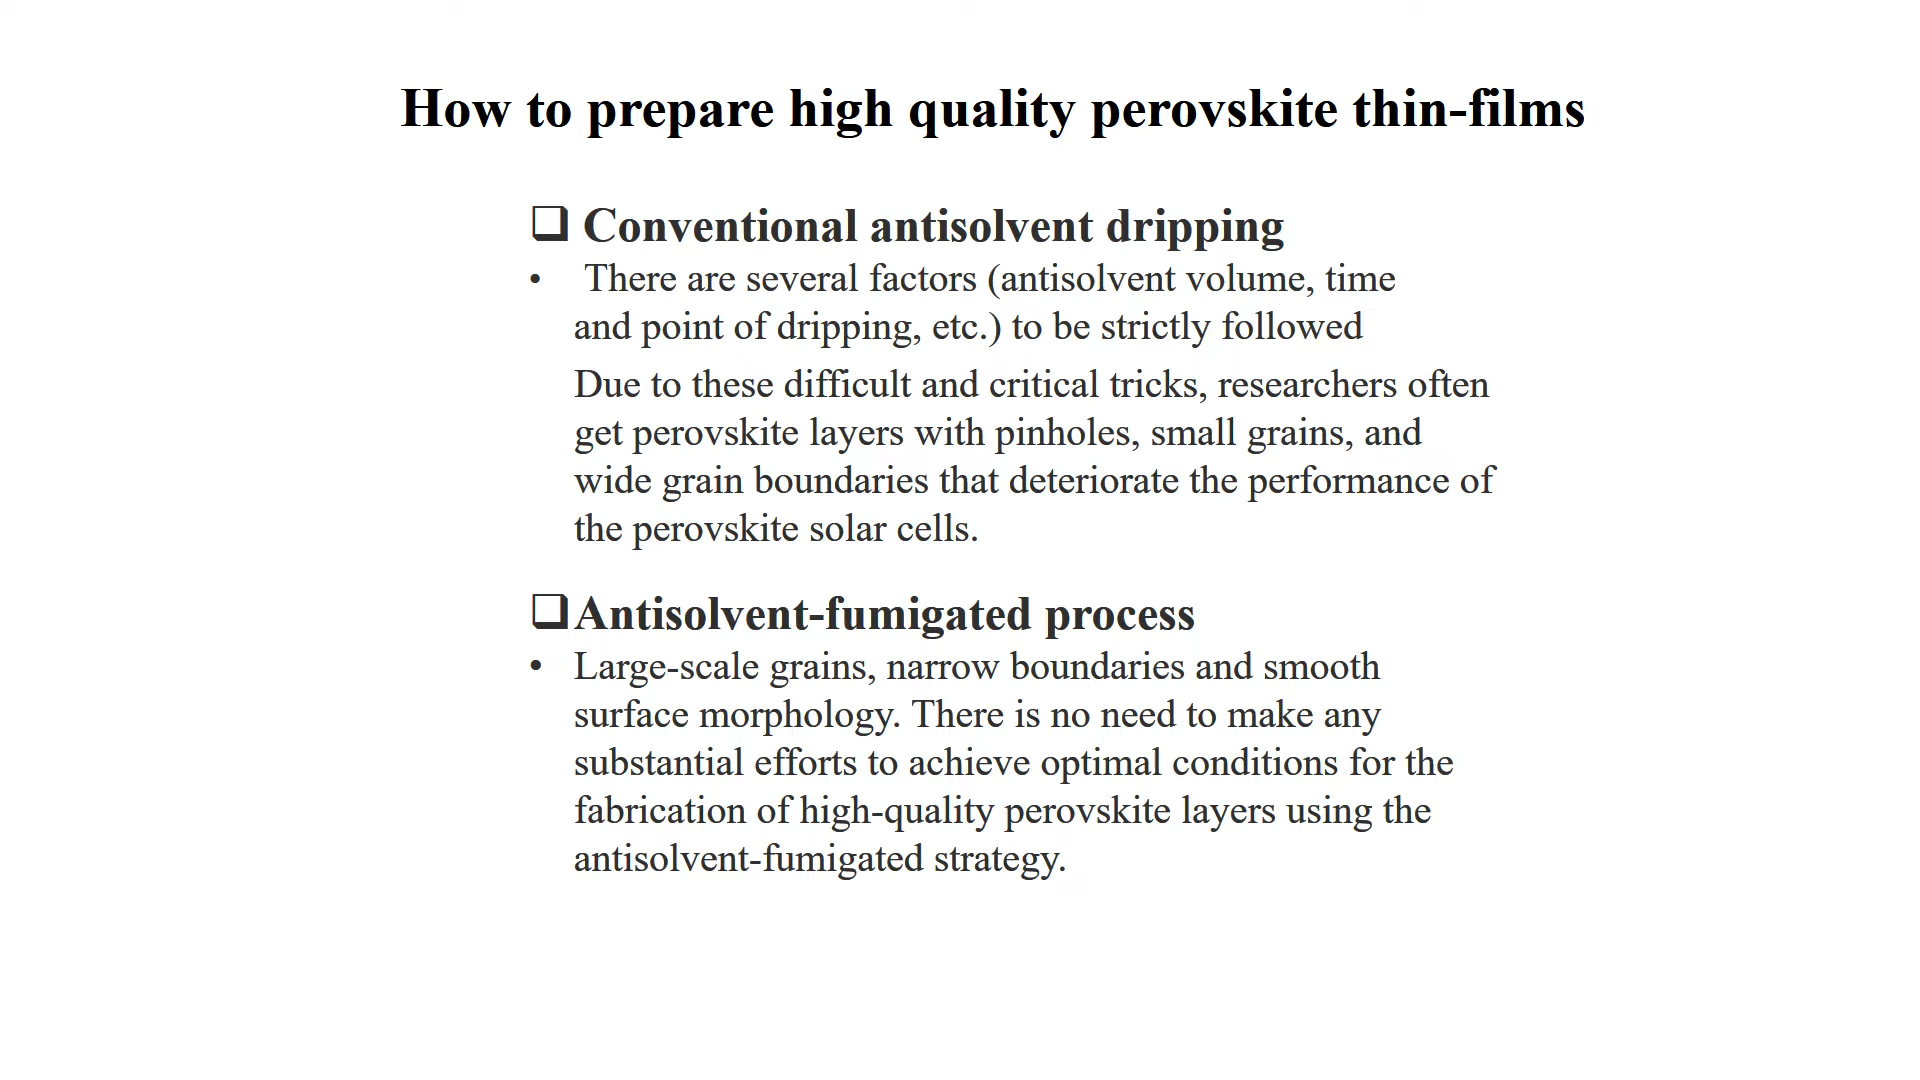 How to prepare high quality perovskite thin-films
❑ Conventional antisolvent dripping
• There are several factors (antisolvent volume, time
and point of dripping, etc.) to be strictly followed
Due to these difficult and critical tricks, researchers often
get perovskite layers with pinholes, small grains, and
wide grain boundaries that deteriorate the performance of
the perovskite solar cells.
❑Antisolvent-fumigated process
• Large-scale grains, narrow boundaries and smooth
surface morphology. There is no need to make any
substantial efforts to achieve optimal conditions for the
fabrication of high-quality perovskite layers using the
antisolvent-fumigated strategy.